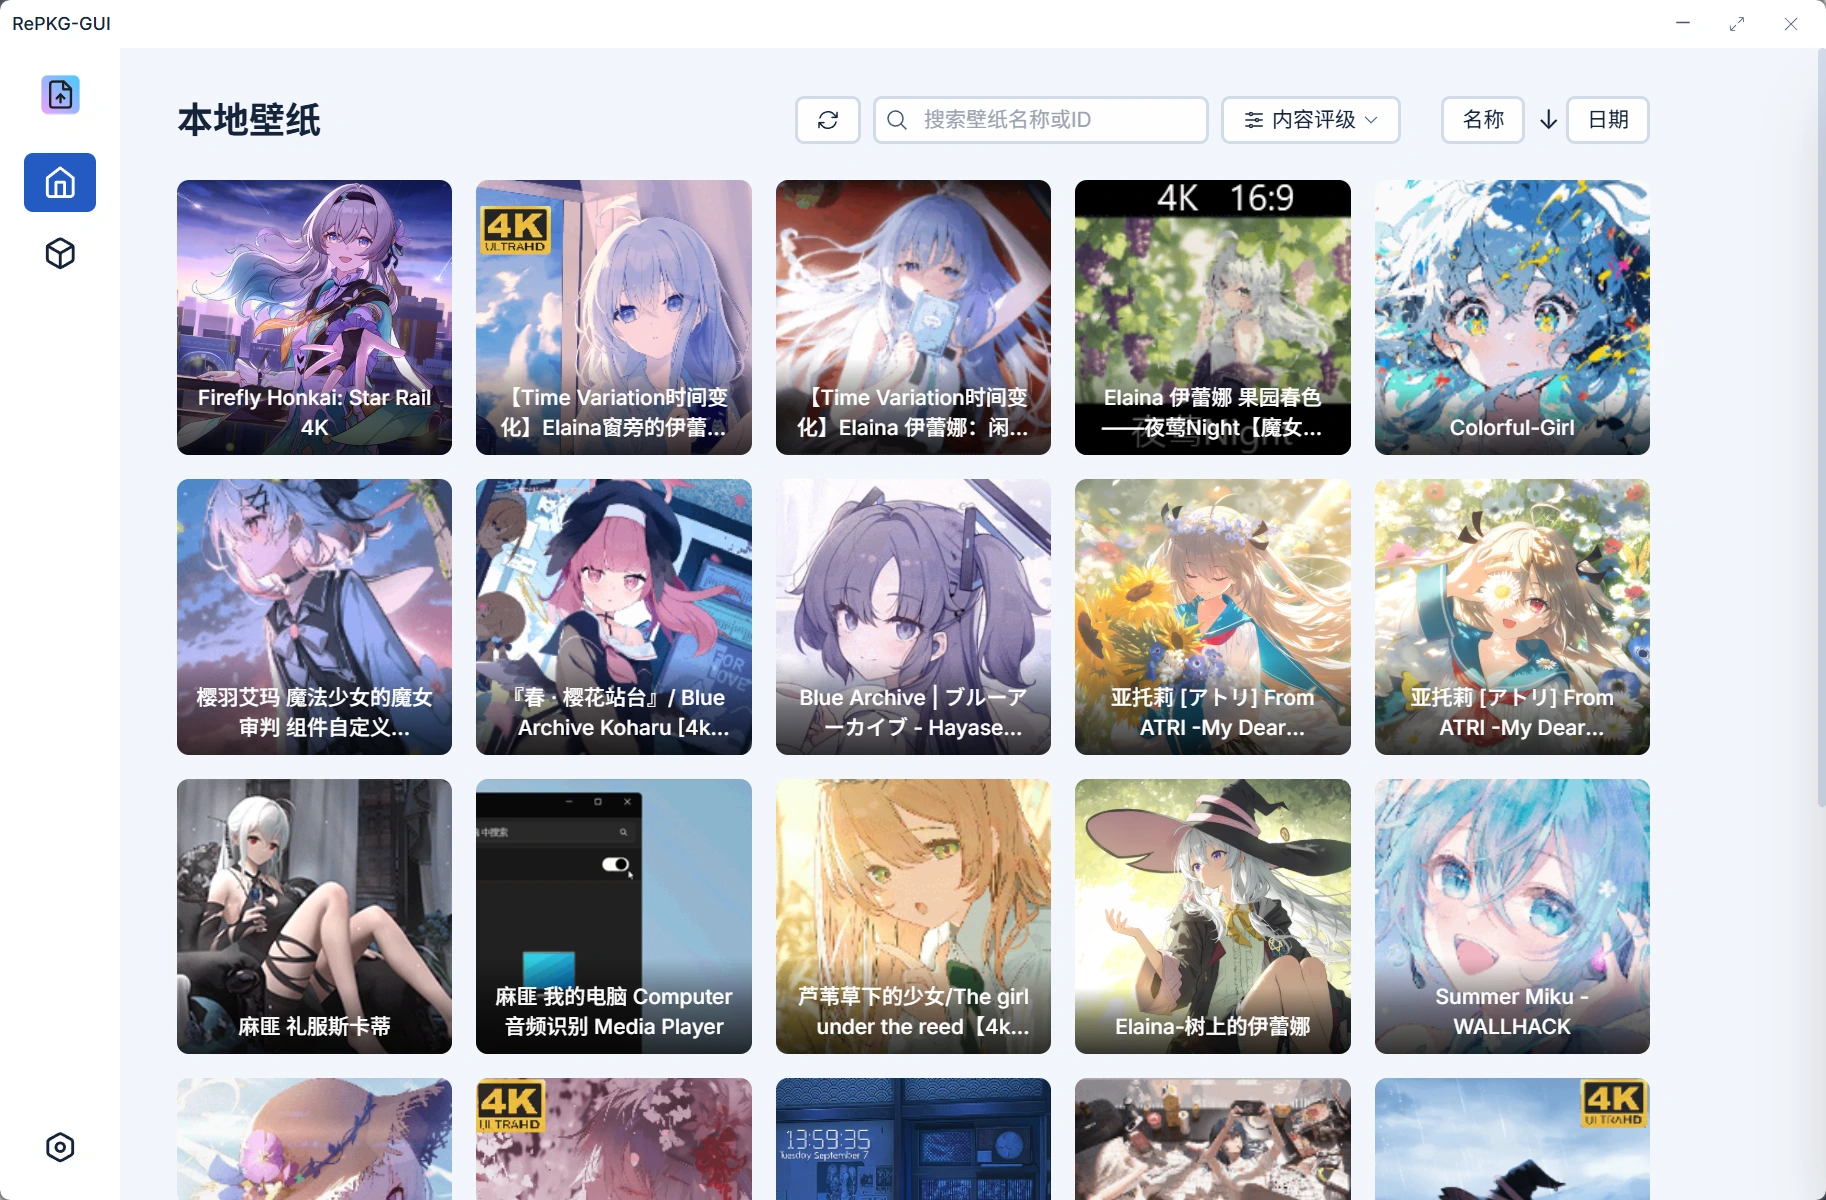 RePKG-GUI
本地壁纸
搜索壁纸名称或ID
内容评级
名称
日期
4K
ULTRAHD
4K 16:9
Firefly Honkai: Star Rail
4K
【Time Variation时间变
化】Elaina窗旁的伊蕾...
【Time Variation时间变
化】Elaina 伊蕾娜：闲...
Elaina 伊蕾娜 果园春色
——夜莺Night【魔女...
Colorful-Girl
FOR
LOVE
樱羽艾玛 魔法少女的魔女
审判 组件自定义...
『春 · 樱花站台』/ Blue
Archive Koharu [4k...
Blue Archive | ブルーア
ーカイブ - Hayase...
亚托莉 [アトリ] From
ATRI -My Dear...
亚托莉 [アトリ] From
ATRI -My Dear...
中搜索
麻匪 礼服斯卡蒂
麻匪 我的电脑 Computer
音频识别 Media Player
芦苇草下的少女/The girl
under the reed【4k...
Elaina-树上的伊蕾娜
Summer Miku -
WALLHACK
4K
ULTRAHD
13:59:35
Tuesday September 7
4K
ULTRAHD